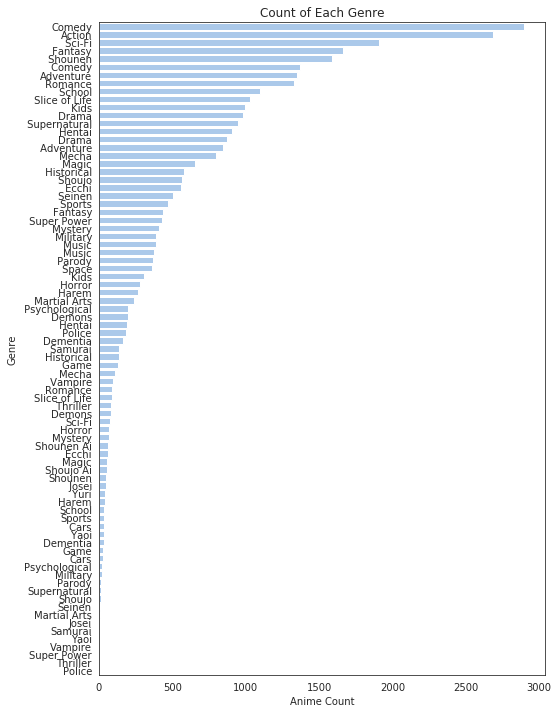 Count of Each Genre
Comedy
Action
Sci-Fi
Fantasy
Shounen
Comedy
Adventure
Romance
School
Slice of Life
Kids
Drama
Supernatural
Hentai
Drama
Adventure
Mecha
Magic
Historical
Shoujo
Ecchi
Seinen
Sports
Fantasy
Super Power
Mystery
Military
Music
Music
Parody
Space
Kids
Horror
Harem
Martial Arts
Psychological
Demons
Hentai
Police
Dementia
Samurai
Historical
Game
Mecha
Vampire
Romance
Slice of Life
Thriller
Demons
Sci-Fi
Horror
Mystery
Shounen Ai
Ecchi
Magic
Shoujo Ai
Shounen
Josei
Yuri
Harem
School
Sports
Cars
Yaoi
Dementia
Game
Cars
Psychological
Military
Parody
Supernatural
Shoujo
Seinen
Martial Arts
Josei
Samurai
Yaoi
Vampire
Super Power
Thriller
Police
Genre
0 500 1000 1500 2000 2500 3000
Anime Count